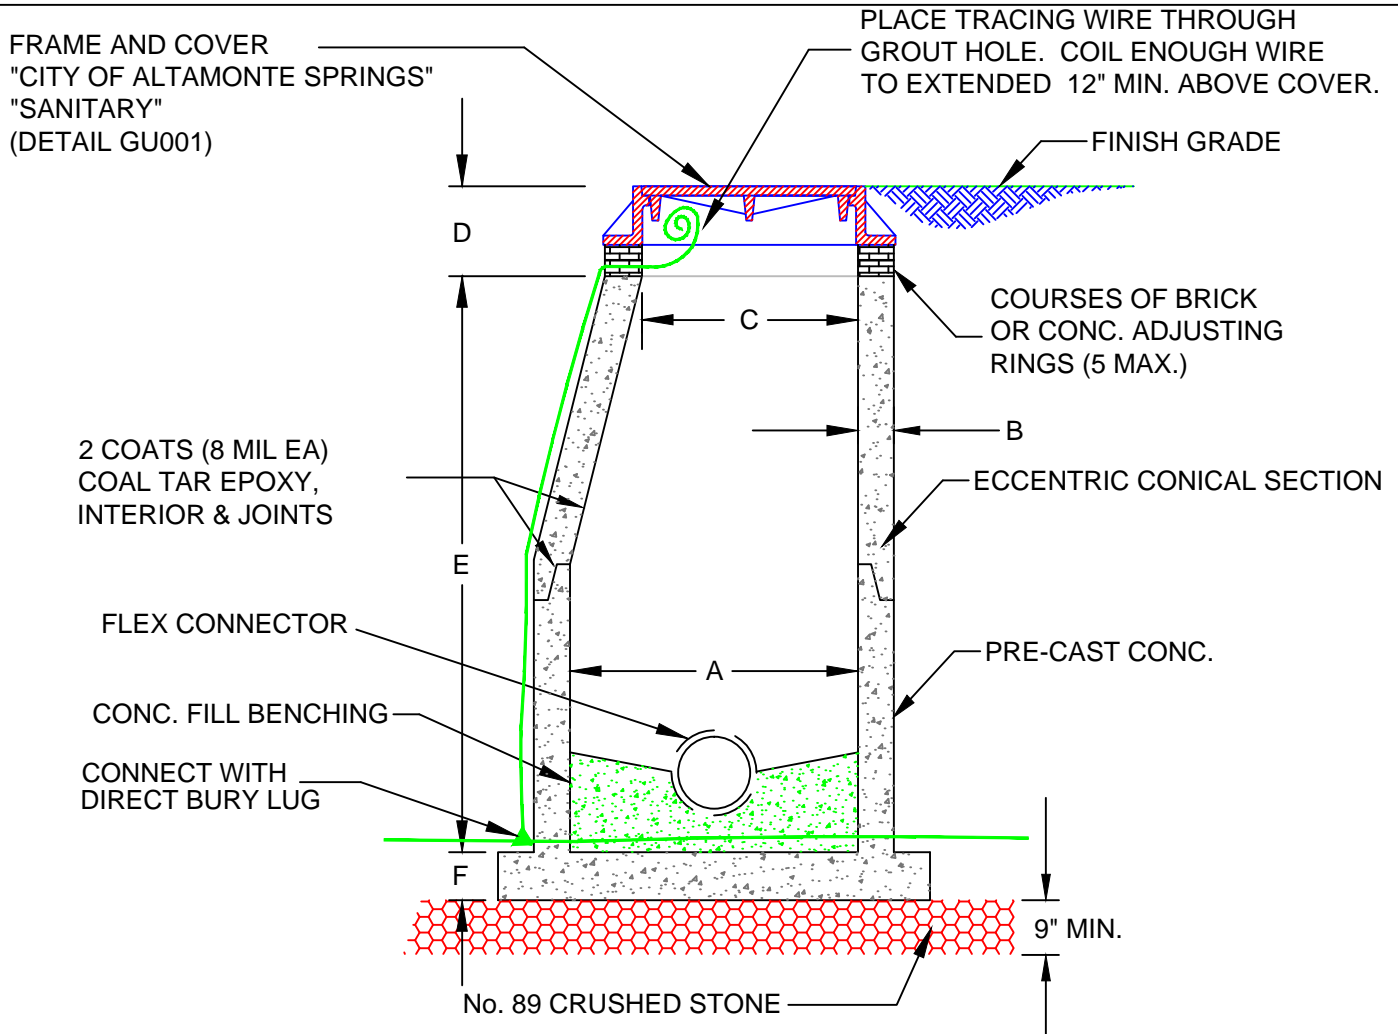 FRAME AND COVER
"CITY OF ALTAMONTE SPRINGS"
"SANITARY"
(DETAIL GU001)
PLACE TRACING WIRE THROUGH
GROUT HOLE.  COIL ENOUGH WIRE
TO EXTENDED  12" MIN. ABOVE COVER.
FINISH GRADE
D
COURSES OF BRICK
OR CONC. ADJUSTING
RINGS (5 MAX.)
C
B
2 COATS (8 MIL EA)
COAL TAR EPOXY,
INTERIOR & JOINTS
ECCENTRIC CONICAL SECTION
E
FLEX CONNECTOR
PRE-CAST CONC.
A
CONC. FILL BENCHING
CONNECT WITH
DIRECT BURY LUG
F
9" MIN.
No. 89 CRUSHED STONE